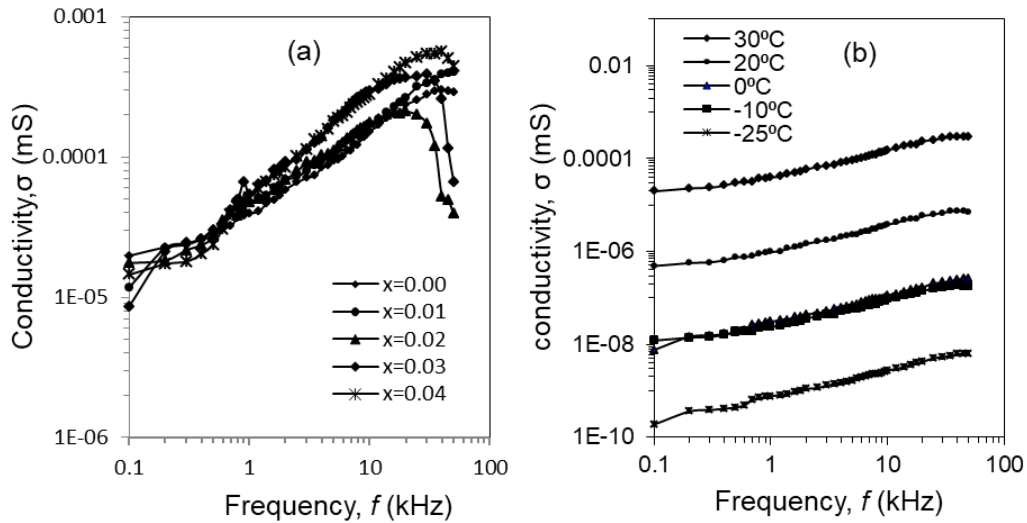 0.001
(a)
Conductivity,σ (mS)
0.0001
1E-05
1E-06
x=0.00
x=0.01
x=0.02
x=0.03
x=0.04
0.1
1
10
100
Frequency, f (kHz)
30ºC
20ºC
0ºC
-10ºC
-25ºC
(b)
conductivity, σ (mS)
0.01
0.0001
1E-06
1E-08
1E-10
0.1
1
10
100
Frequency, f (kHz)